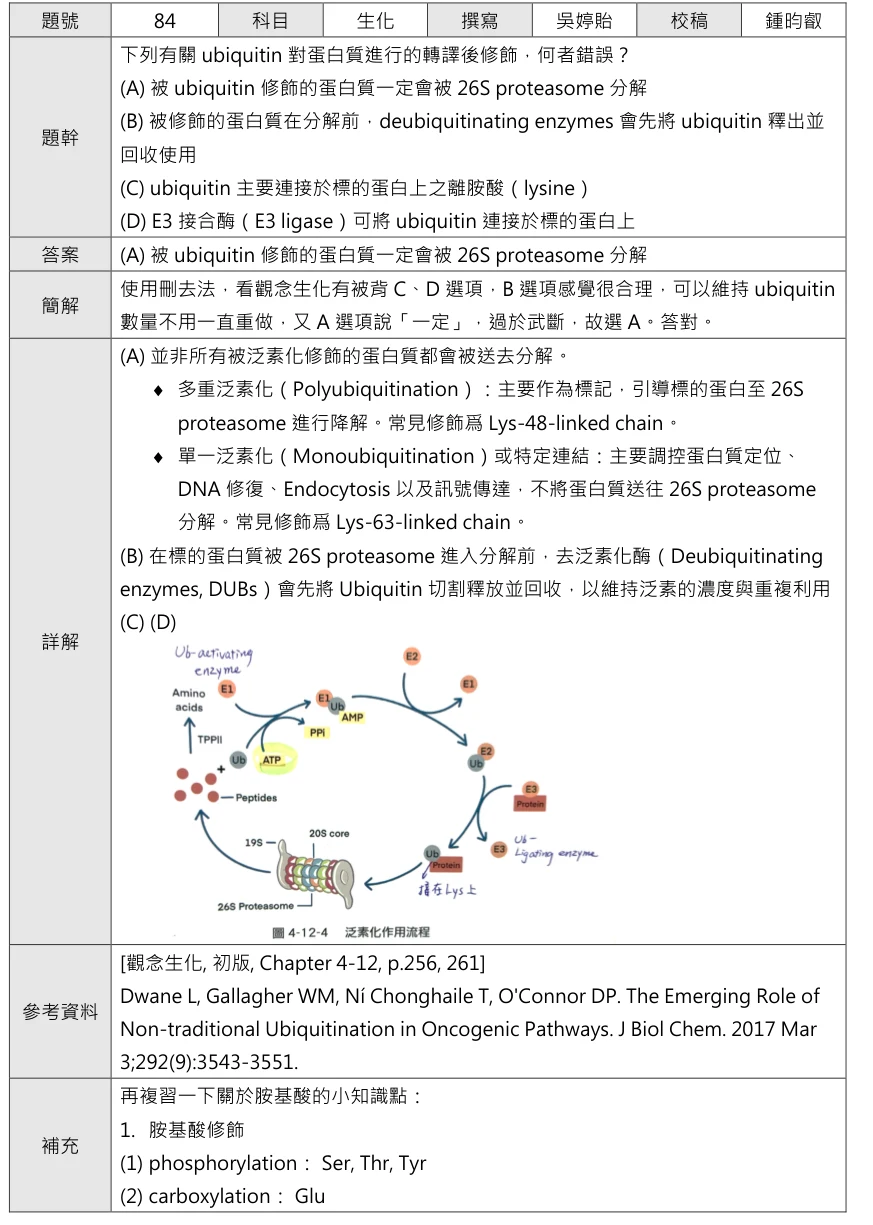 題號 84 科目 生化 撰寫 吳婷貽 校稿 鍾昀叡
題幹
下列有關 ubiquitin 對蛋白質進行的轉譯後修飾，何者錯誤？
(A) 被 ubiquitin 修飾的蛋白質一定會被 26S proteasome 分解
(B) 被修飾的蛋白質在分解前，deubiquitinating enzymes 會先將 ubiquitin 釋出並
回收使用
(C) ubiquitin 主要連接於標的蛋白上之離胺酸（lysine）
(D) E3 接合酶（E3 ligase）可將 ubiquitin 連接於標的蛋白上
答案 (A) 被 ubiquitin 修飾的蛋白質一定會被 26S proteasome 分解
簡解
使用刪去法，看觀念生化有被背 C、D 選項，B 選項感覺很合理，可以維持 ubiquitin
數量不用一直重做，又 A 選項說「一定」，過於武斷，故選 A。答對。
詳解
(A) 並非所有被泛素化修飾的蛋白質都會被送去分解。
♦ 多重泛素化（Polyubiquitination）：主要作為標記，引導標的蛋白至 26S
proteasome 進行降解。常見修飾爲 Lys-48-linked chain。
♦ 單一泛素化（Monoubiquitination）或特定連結：主要調控蛋白質定位、
DNA 修復、Endocytosis 以及訊號傳達，不將蛋白質送往 26S proteasome
分解。常見修飾爲 Lys-63-linked chain。
(B) 在標的蛋白質被 26S proteasome 進入分解前，去泛素化酶（Deubiquitinating
enzymes, DUBs）會先將 Ubiquitin 切割釋放並回收，以維持泛素的濃度與重複利用
(C) (D)
Ub-activating
enzyme
E1
E2
E1
Amino
acids
E1
Ub
AMP
PPi
TPPII
Ub
ATP
E2
Ub
+
Peptides
E3
Protein
20S core
19S
Ub
Protein
E3
Ub-
Ligating enzyme
接在Lys上
26S Proteasome
圖 4-12-4 泛素化作用流程
參考資料
[觀念生化, 初版, Chapter 4-12, p.256, 261]
Dwane L, Gallagher WM, Ní Chonghaile T, O'Connor DP. The Emerging Role of
Non-traditional Ubiquitination in Oncogenic Pathways. J Biol Chem. 2017 Mar
3;292(9):3543-3551.
補充
再複習一下關於胺基酸的小知識點：
1. 胺基酸修飾
(1) phosphorylation： Ser, Thr, Tyr
(2) carboxylation： Glu